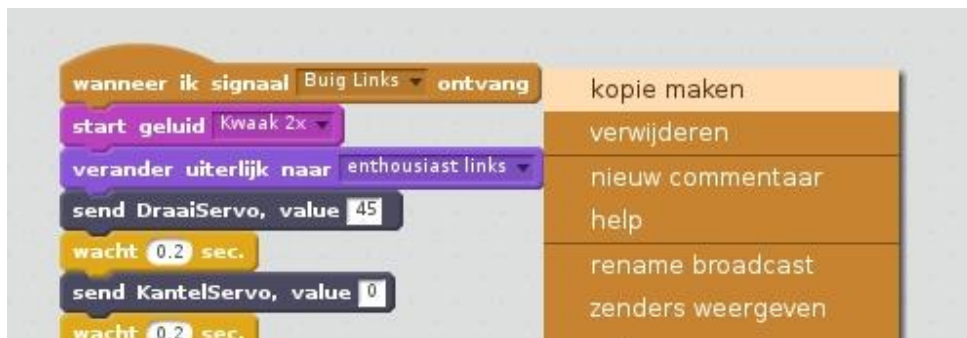 wanneer ik signaal Buig Links ontvang
start geluid Kwaak 2x
verander uiterlijk naar enthousiast links
send DraaiServo, value 45
wacht 0.2 sec.
send KantelServo, value 0
wacht 0.2 sec.
kopie maken
verwijderen
nieuw commentaar
help
rename broadcast
zenders weergeven